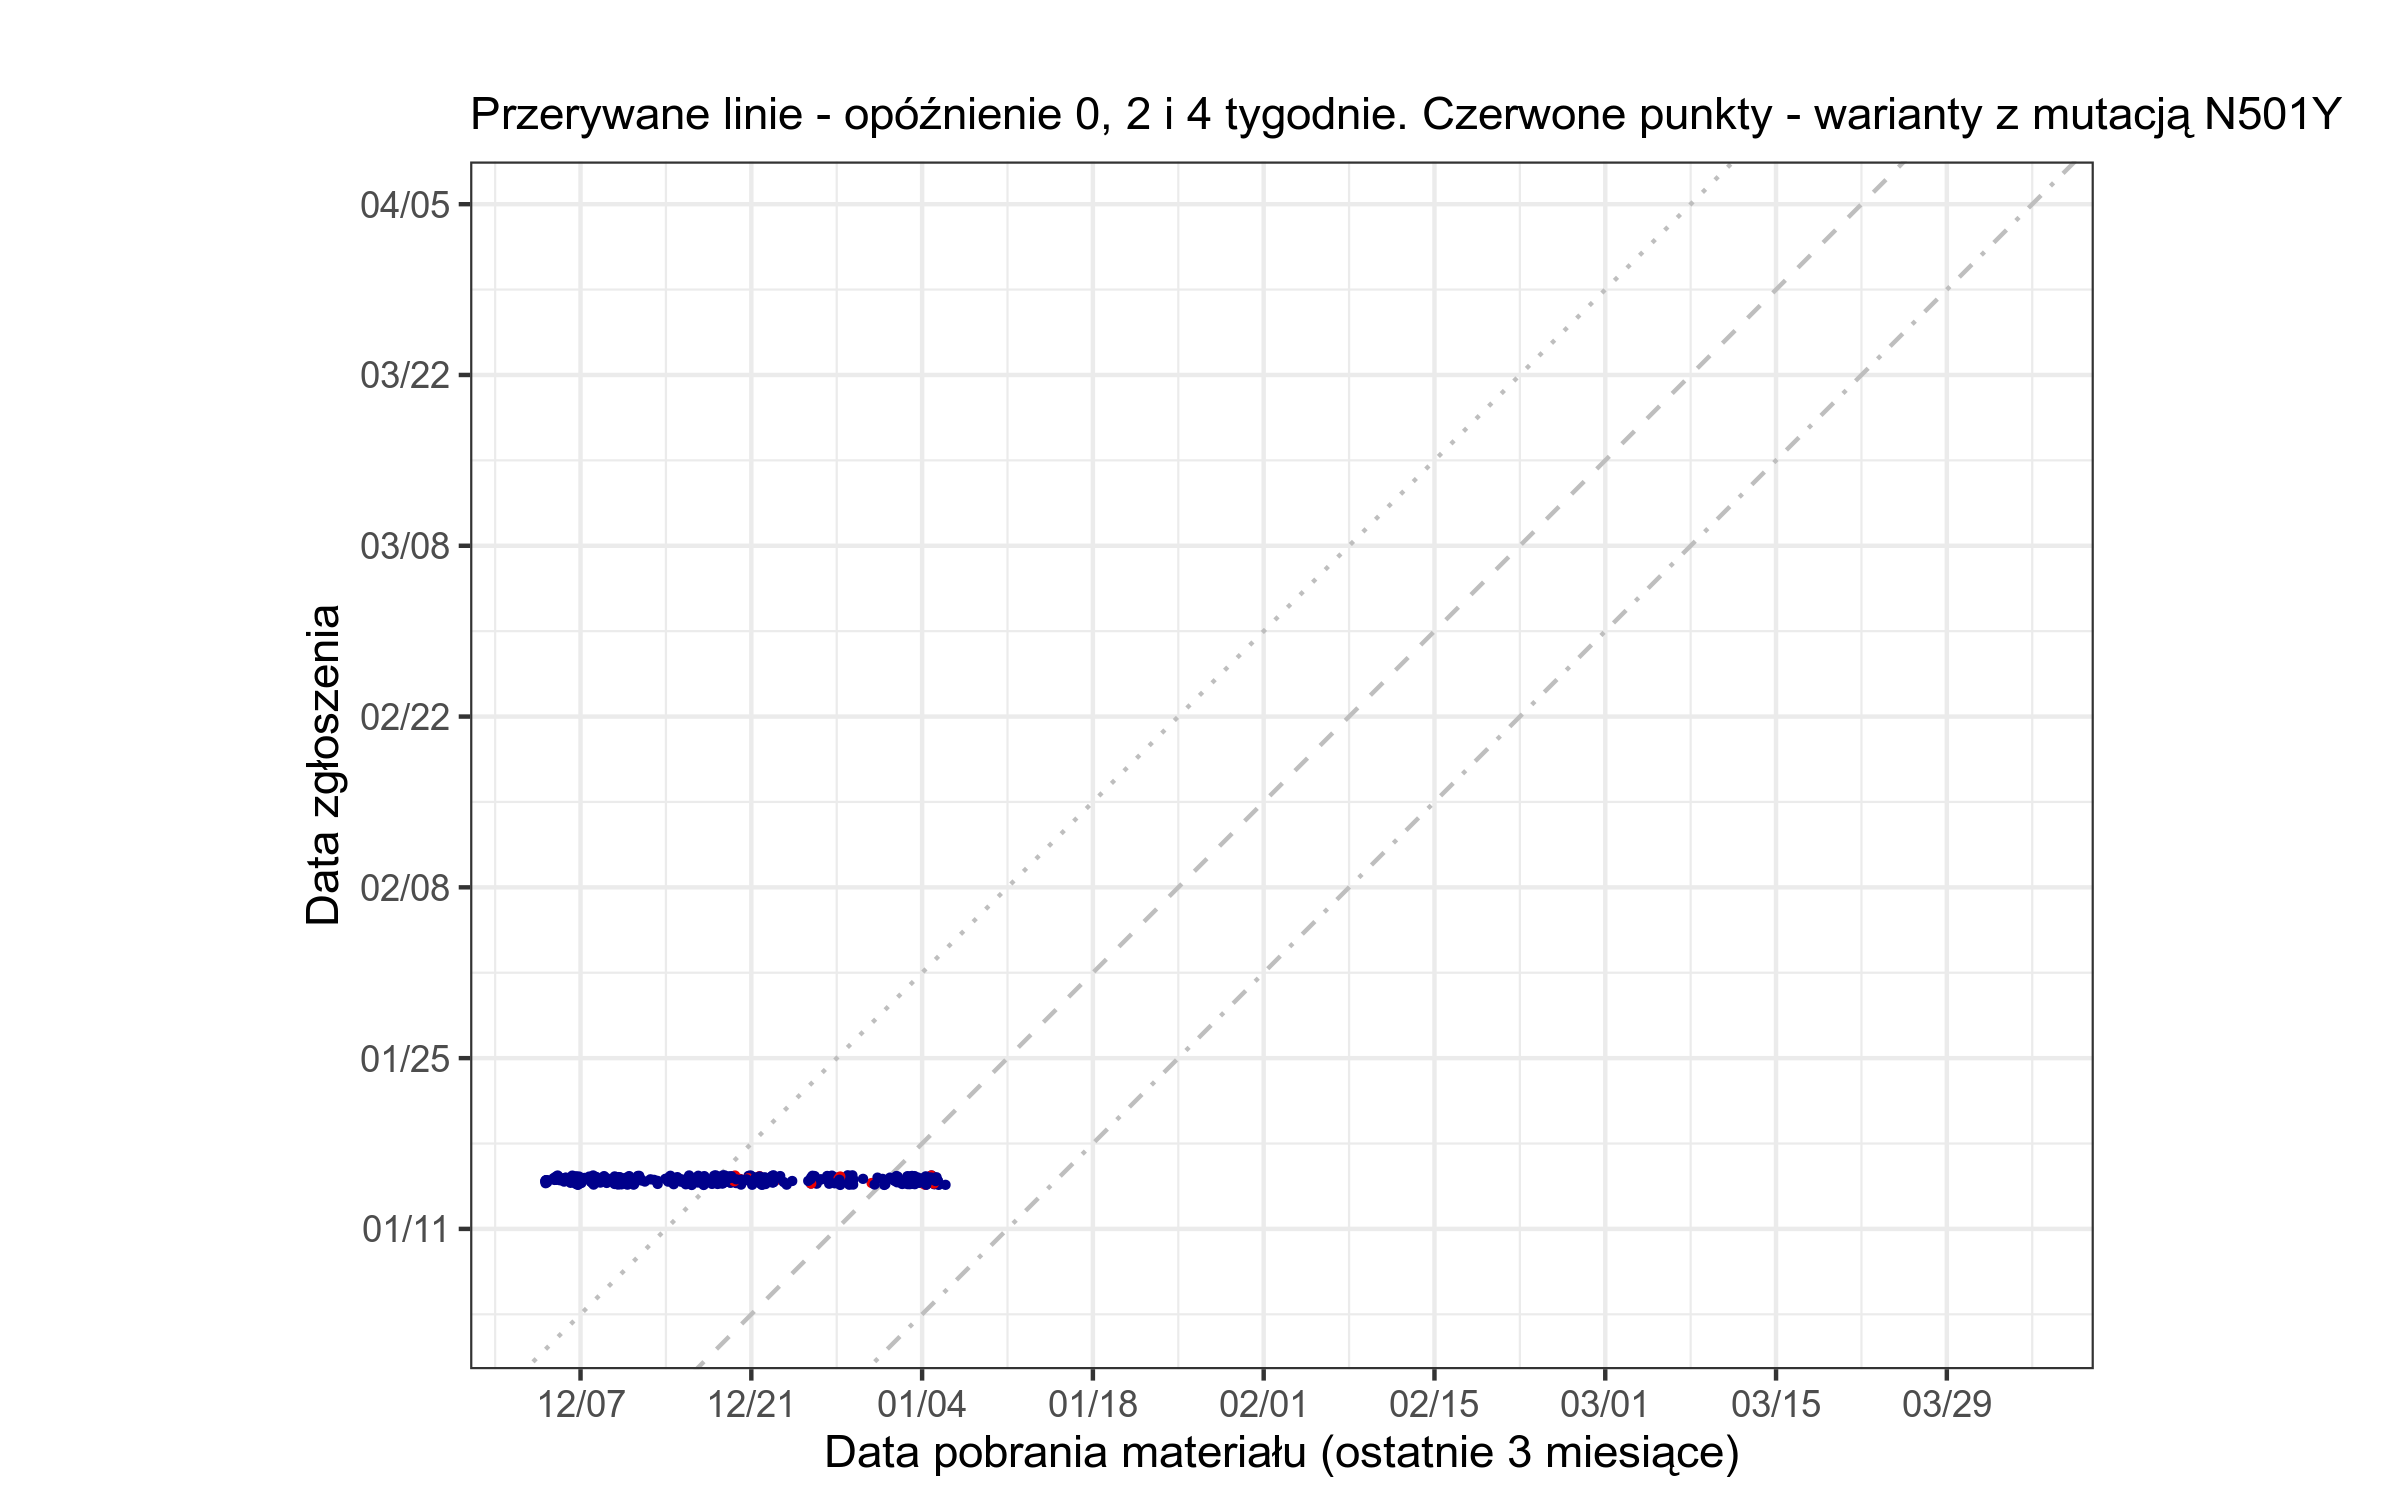 Przerywane linie - opóźnienie 0, 2 i 4 tygodnie. Czerwone punkty - warianty z mutacją N501Y
Data zgłoszenia
04/05
03/22
03/08
02/22
02/08
01/25
01/11
12/07 12/21 01/04 01/18 02/01 02/15 03/01 03/15 03/29
Data pobrania materiału (ostatnie 3 miesiące)